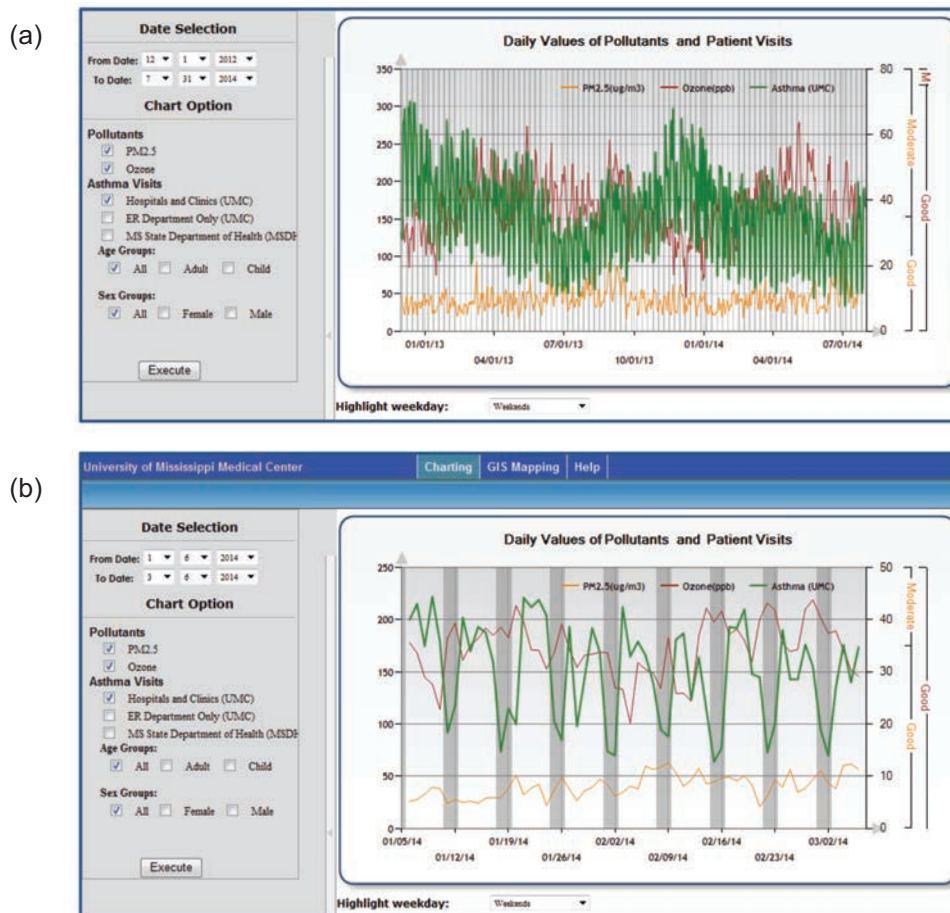 (a)
Date Selection
From Date: 12 1 2012
To Date: 7 31 2014
Chart Option
Pollutants
PM2.5
Ozone
Asthma Visits
Hospitals and Clinics (UMC)
ER Department Only (UMC)
MS State Department of Health (MSDH
Age Groups:
All Adult Child
Sex Groups:
All Female Male
Execute
Daily Values of Pollutants and Patient Visits
PM2.5(ug/m3) Ozone(ppb) Asthma (UMC)
350
300
250
200
150
100
50
0
80
60
40
20
0
M
Moderate
Good
Good
01/01/13 07/01/13 01/01/14 07/01/14
04/01/13 10/01/13 04/01/14
Highlight weekday: Weekends
(b)
University of Mississippi Medical Center Charting GIS Mapping Help
Date Selection
From Date: 1 6 2014
To Date: 3 6 2014
Chart Option
Pollutants
PM2.5
Ozone
Asthma Visits
Hospitals and Clinics (UMC)
ER Department Only (UMC)
MS State Department of Health (MSDH
Age Groups:
All Adult Child
Sex Groups:
All Female Male
Execute
Daily Values of Pollutants and Patient Visits
PM2.5(ug/m3) Ozone(ppb) Asthma (UMC)
250
200
150
100
50
0
50
40
30
20
10
0
Moderate
Good
Good
01/05/14 01/19/14 02/02/14 02/16/14 03/02/14
01/12/14 01/26/14 02/09/14 02/23/14
Highlight weekday: Weekends